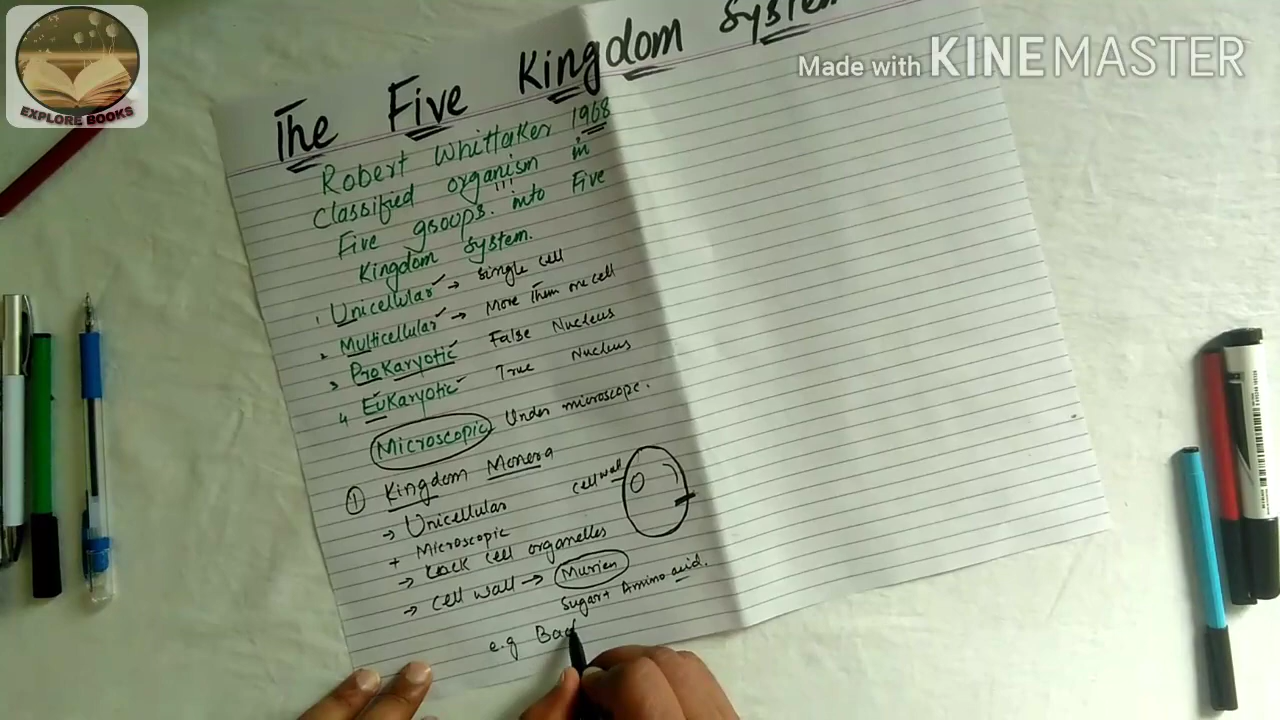 EXPLORE BOOKS
Made with KINEMASTER
The Five Kingdom System
Robert Whittaker 1968
Classified organism in
Five groups. into Five
Kingdom System.
1 Unicellular → single cell
2 Multicellular → More Them one cell
3 Prokaryotic False Nucleus
4 Eukaryotic True Nucleus
Microscopic Under microscope.
① Kingdom Monera
→ Unicellular
cell wall
+ Microscopic
→ Lack cell organelles
→ cell wall → Murien
Sugar+ Amino acid.
e.g Bac